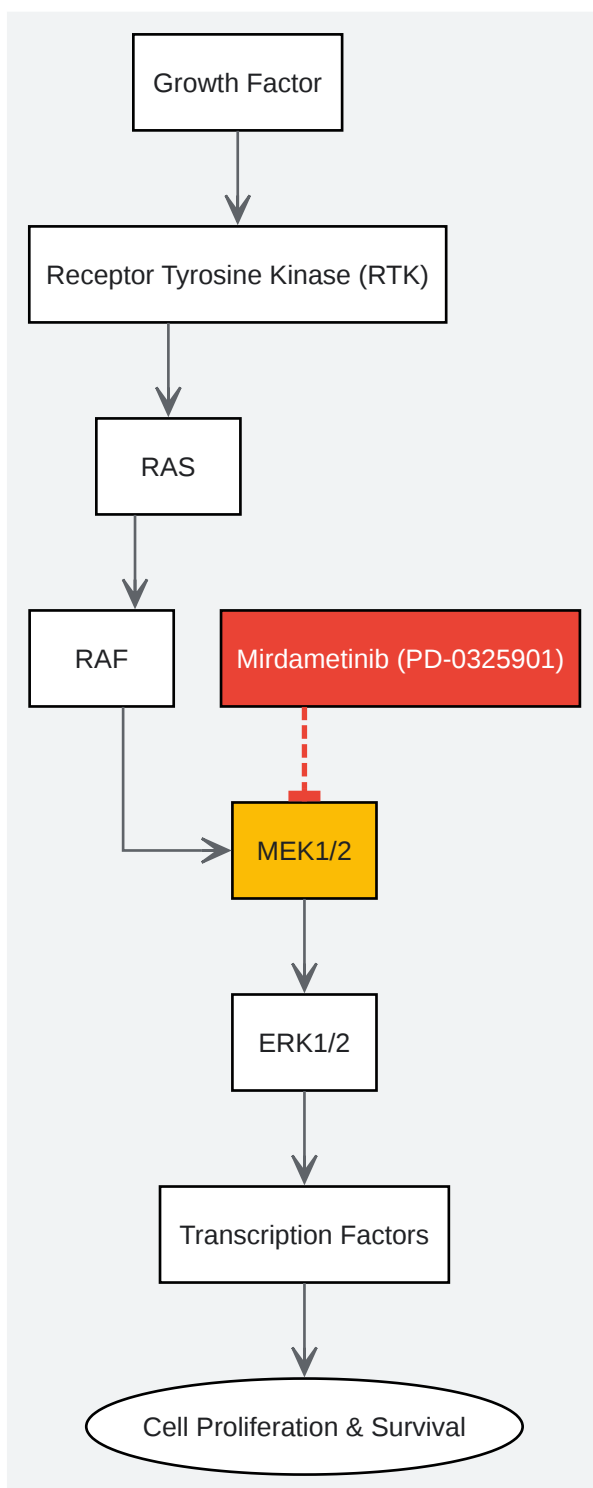 Growth Factor
Receptor Tyrosine Kinase (RTK)
RAS
RAF
Mirdametinib (PD-0325901)
MEK1/2
ERK1/2
Transcription Factors
Cell Proliferation & Survival